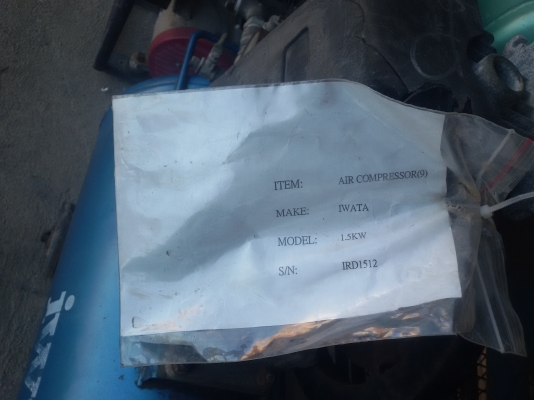 ITEM: AIR COMPRESSOR(9)
MAKE: IWATA
MODEL: 1.5KW
S/N: IRD1512